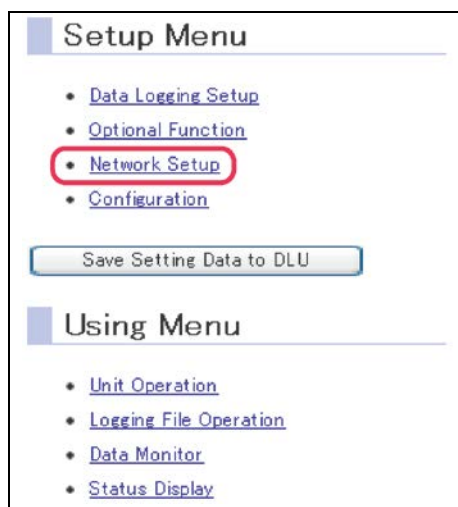 Setup Menu
Data Logging Setup
Optional Function
Network Setup
Configuration
Save Setting Data to DLU
Using Menu
Unit Operation
Logging File Operation
Data Monitor
Status Display